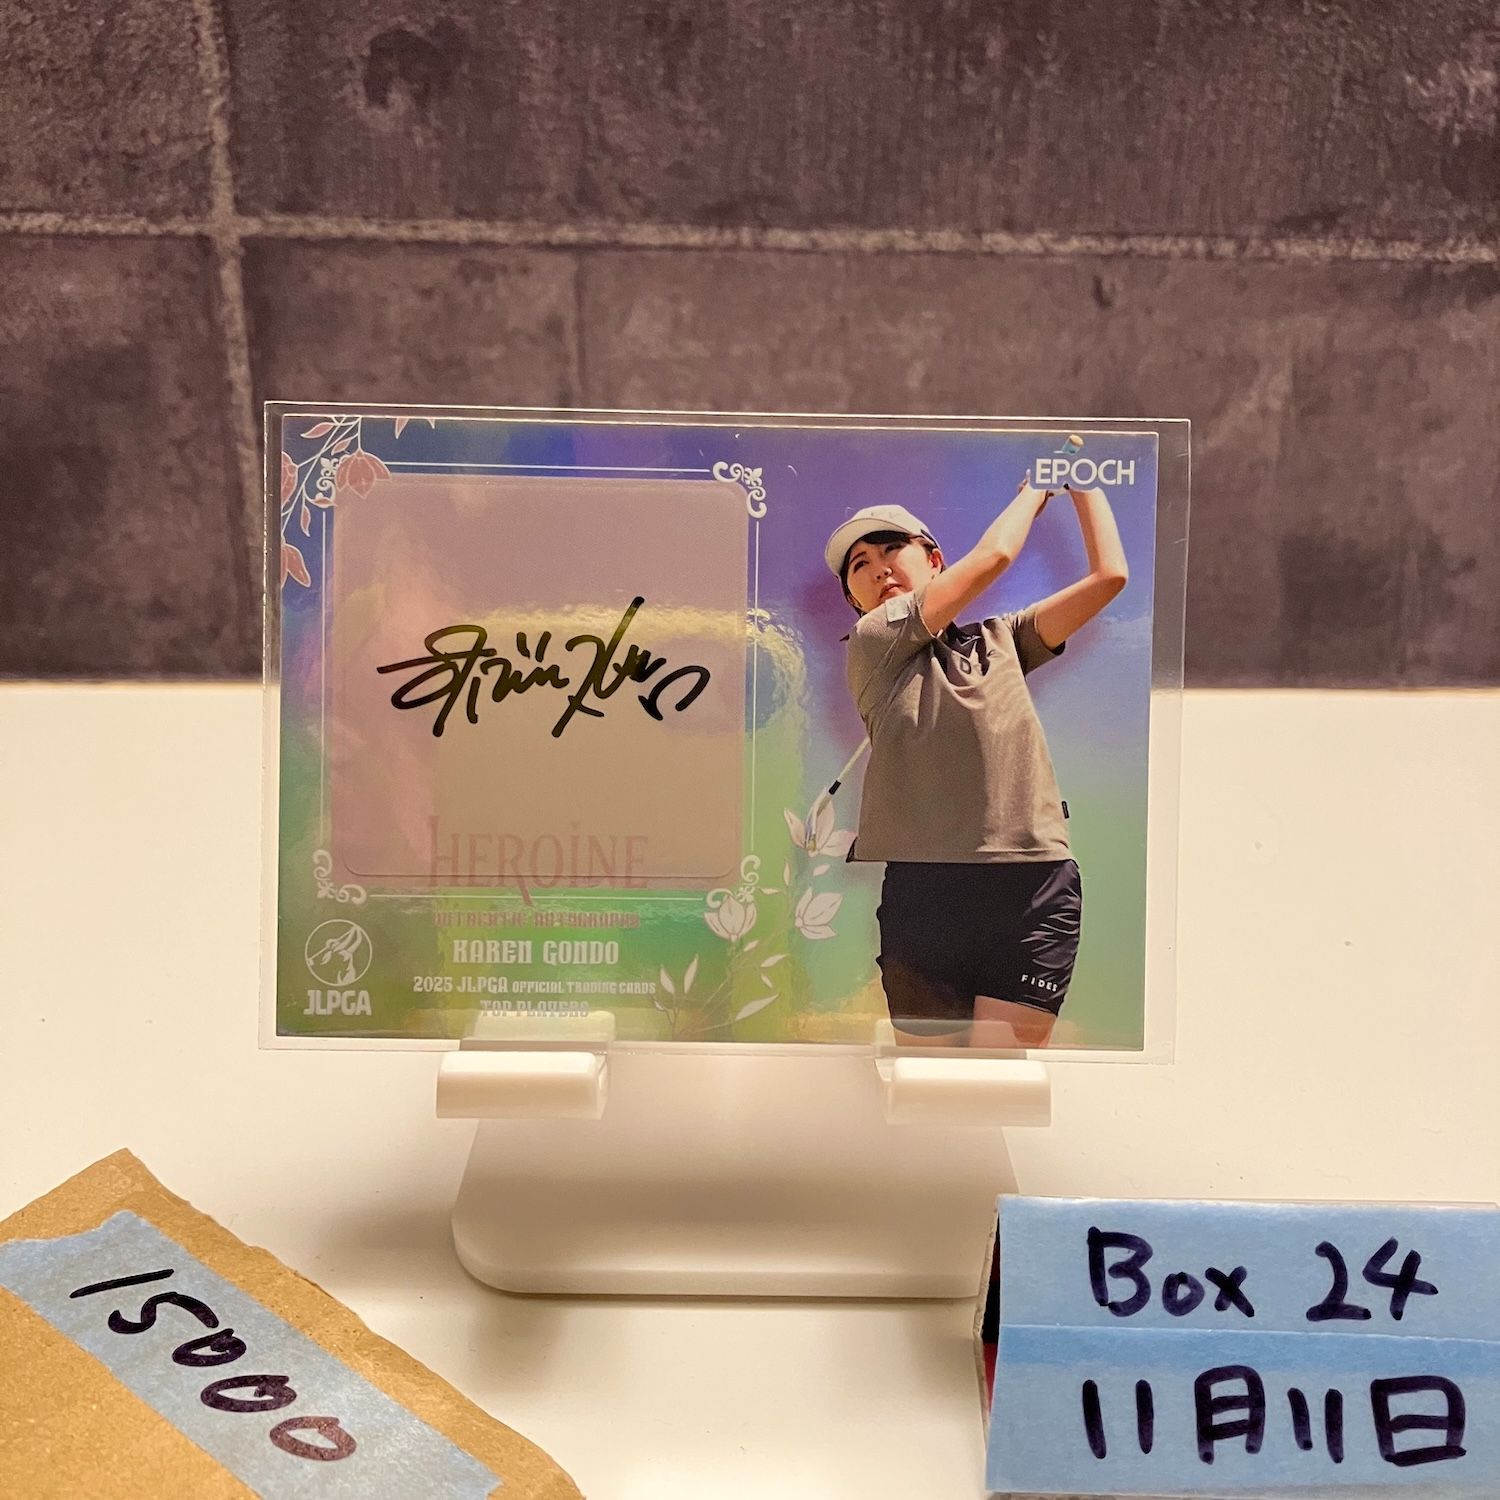 EPOCH
HEROINE
AUTHENTIC AUTOGRAPHS
KAREN GONDO
2025 JLPGA OFFICIAL TRADING CARDS
TOP PLAYERS
JLPGA
FIDES
15000
Box 24
11月11日